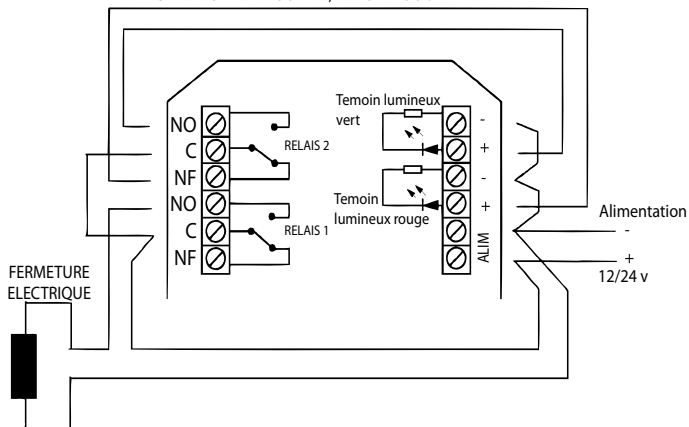 Temoin lumineux
vert
NO
C
NF
NO
C
NF
RELAIS 2
RELAIS 1
-
+
-
+
ALIM
Temoin
lumineux rouge
Alimentation
-
+
12/24 v
FERMETURE
ELECTRIQUE